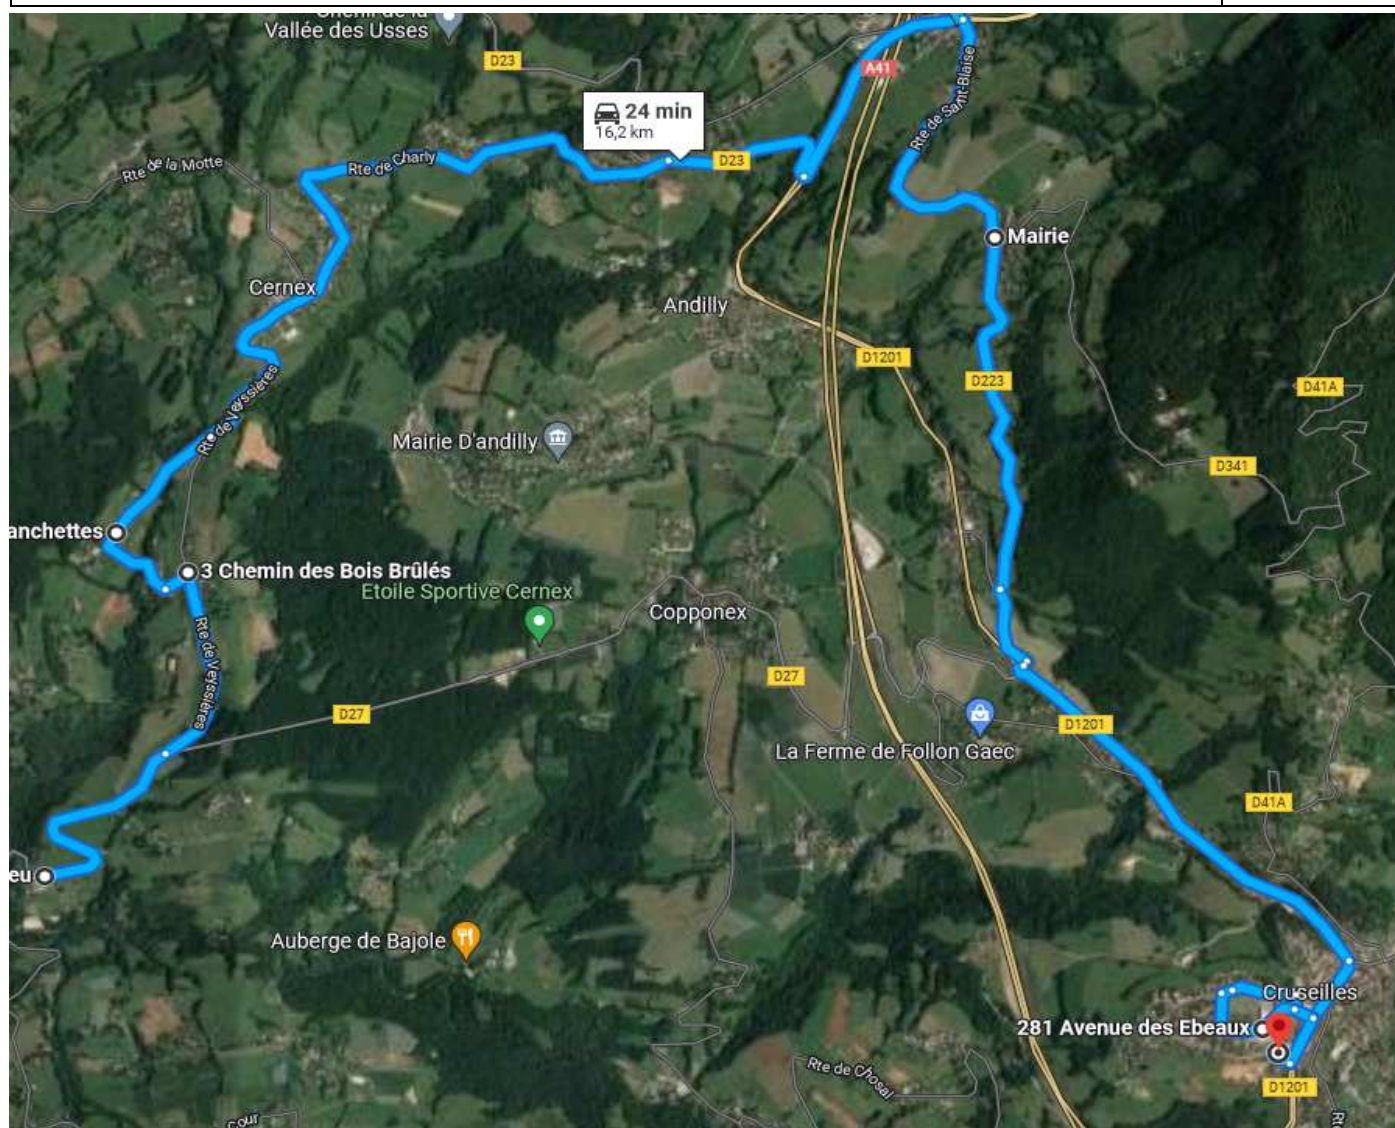 Vallée des Usses
D23
A41
Rte de Saint-Blaise
24 min
16,2 km
D23
Rte de Charly
Rte de la Motte
Mairie
Cernex
Andilly
D1201
D223
D41A
Rte de Veyssières
Mairie D'andilly
D341
anchettes
3 Chemin des Bois Brûlés
Etoile Sportive Cernex
Copponex
Rte de Veyssières
D27
D27
La Ferme de Follon Gaec
D1201
D41A
eu
Auberge de Bajole
Cruseilles
281 Avenue des Ebeaux
Rte de Chosal
D1201
cour